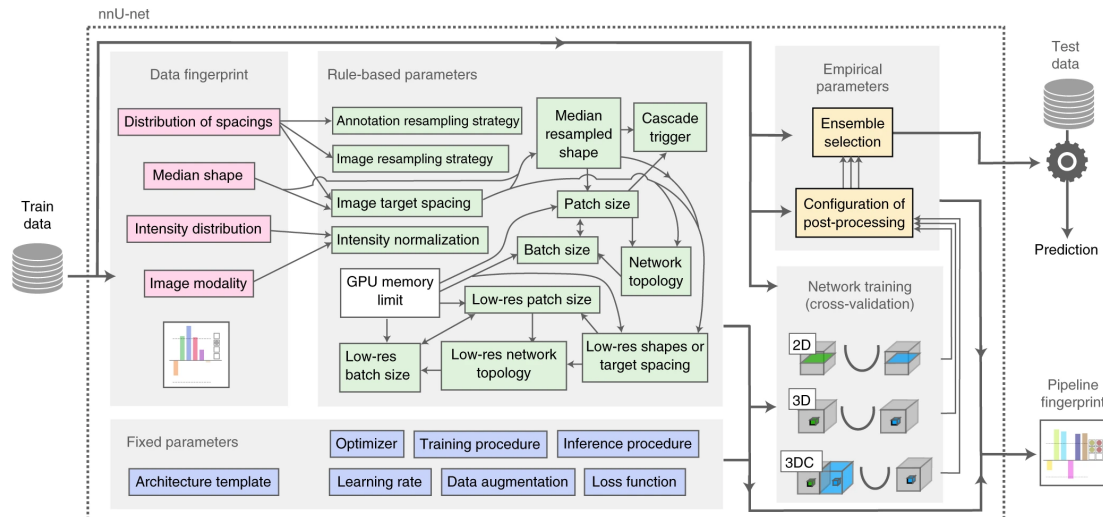 nnU-net
Data fingerprint
Distribution of spacings
Median shape
Intensity distribution
Image modality
Train
data
Rule-based parameters
Annotation resampling strategy
Image resampling strategy
Image target spacing
Intensity normalization
Median
resampled
shape
Cascade
trigger
Patch size
Batch size
Network
topology
GPU memory
limit
Low-res patch size
Low-res
batch size
Low-res network
topology
Low-res shapes or
target spacing
Fixed parameters
Optimizer
Training procedure
Inference procedure
Architecture template
Learning rate
Data augmentation
Loss function
Empirical
parameters
Ensemble
selection
Configuration of
post-processing
Network training
(cross-validation)
2D
3D
3DC
Test
data
Prediction
Pipeline
fingerprint